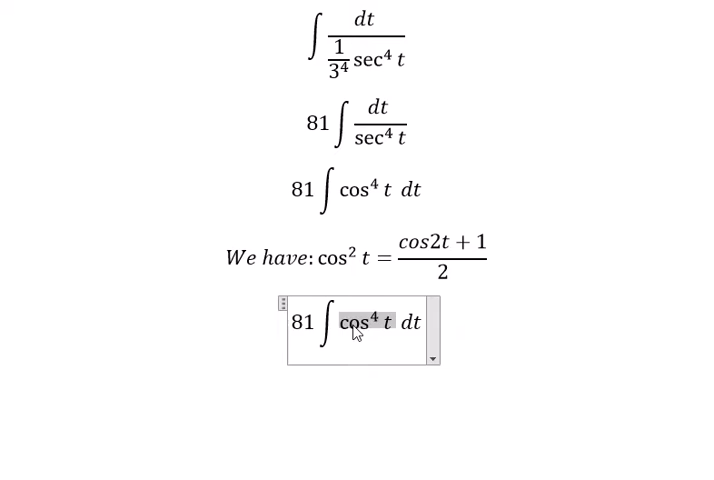 ∫ dt / (1/3⁴ sec⁴ t)
81 ∫ dt / sec⁴ t
81 ∫ cos⁴ t dt
We have: cos² t = (cos2t + 1) / 2
81 ∫ cos⁴ t dt